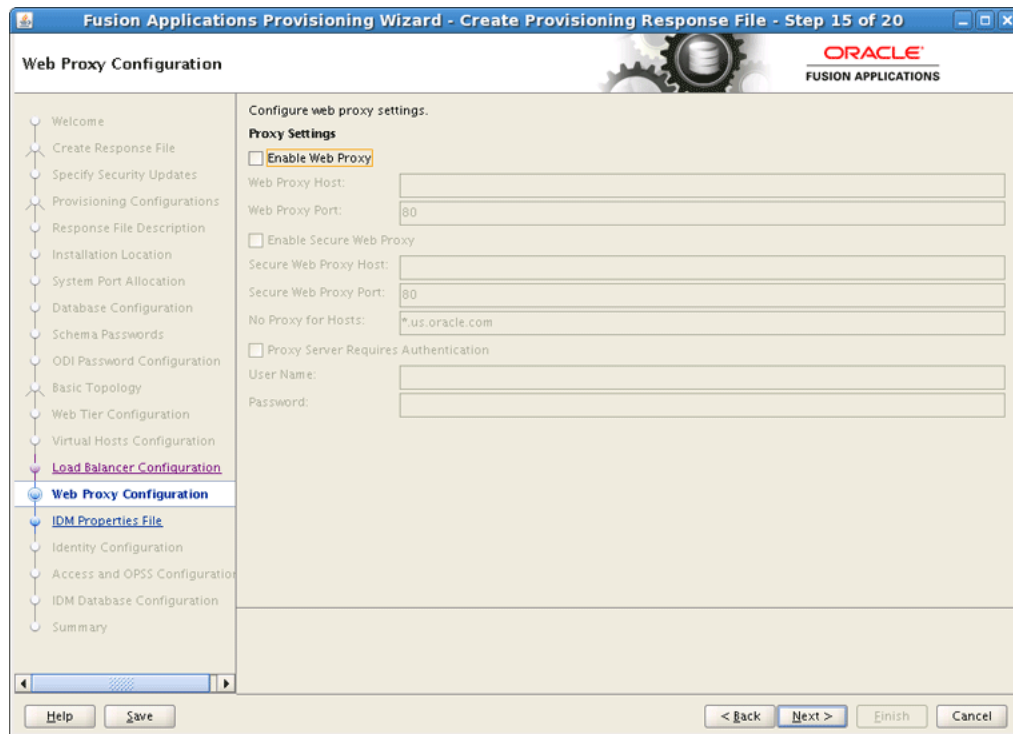 Fusion Applications Provisioning Wizard - Create Provisioning Response File - Step 15 of 20
Web Proxy Configuration
ORACLE
FUSION APPLICATIONS
Welcome
Create Response File
Specify Security Updates
Provisioning Configurations
Response File Description
Installation Location
System Port Allocation
Database Configuration
Schema Passwords
ODI Password Configuration
Basic Topology
Web Tier Configuration
Virtual Hosts Configuration
Load Balancer Configuration
Web Proxy Configuration
IDM Properties File
Identity Configuration
Access and OPSS Configuration
IDM Database Configuration
Summary
Configure web proxy settings.
Proxy Settings
Enable Web Proxy
Web Proxy Host:
Web Proxy Port: 80
Enable Secure Web Proxy
Secure Web Proxy Host:
Secure Web Proxy Port: 80
No Proxy for Hosts: *.us.oracle.com
Proxy Server Requires Authentication
User Name:
Password:
Help Save < Back Next > Finish Cancel